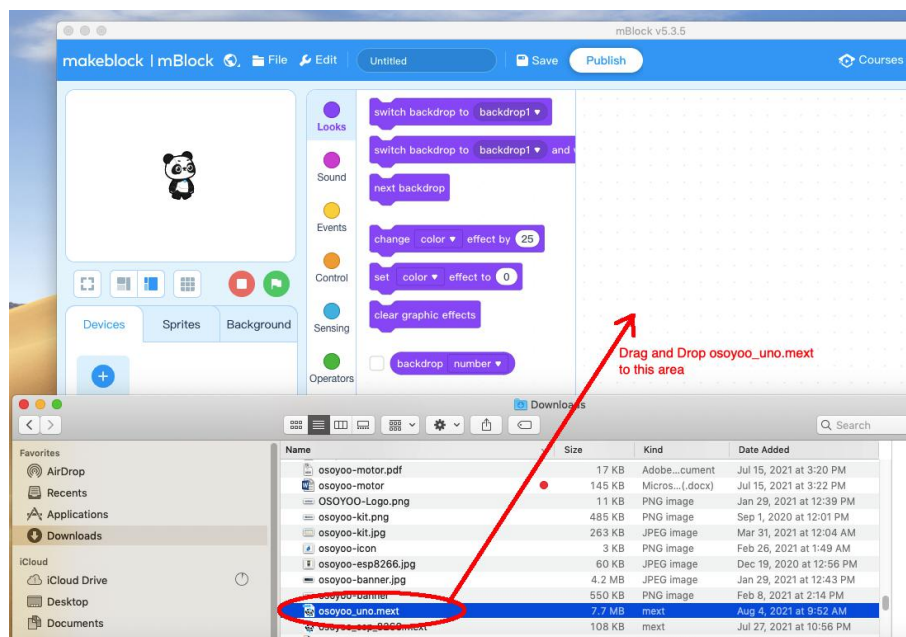 mBlock v5.3.5
makeblock | mBlock File Edit Untitled Save Publish Courses
switch backdrop to backdrop1
Looks
switch backdrop to backdrop1 and
Sound
next backdrop
Events
change color effect by 25
Control
set color effect to 0
clear graphic effects
Devices Sprites Background
Sensing
Drag and Drop osoyoo_uno.mext
to this area
backdrop number
Operators
Downloads
Search
Favorites
Name Size Kind Date Added
AirDrop
osoyoo-motor.pdf 17 KB Adobe...cument Jul 15, 2021 at 3:20 PM
Recents
osoyoo-motor 145 KB Micros...(.docx) Jul 15, 2021 at 3:22 PM
OSOYOO-Logo.png 11 KB PNG image Jan 29, 2021 at 12:39 PM
Applications
osoyoo-kit.png 485 KB PNG image Sep 1, 2020 at 12:01 PM
Downloads
osoyoo-kit.jpg 263 KB JPEG image Mar 31, 2021 at 12:04 AM
osoyoo-icon 3 KB PNG image Feb 26, 2021 at 1:49 AM
iCloud
osoyoo-esp8266.jpg 60 KB JPEG image Dec 19, 2020 at 12:56 PM
iCloud Drive
osoyoo-banner.jpg 4.2 MB JPEG image Jan 29, 2021 at 12:43 PM
Desktop
osoyoo-banner 550 KB PNG image Feb 8, 2021 at 2:14 PM
osoyoo_uno.mext 7.7 MB mext Aug 4, 2021 at 9:52 AM
Documents
osoyoo_esp_8266.mext 108 KB mext Jul 27, 2021 at 10:56 PM